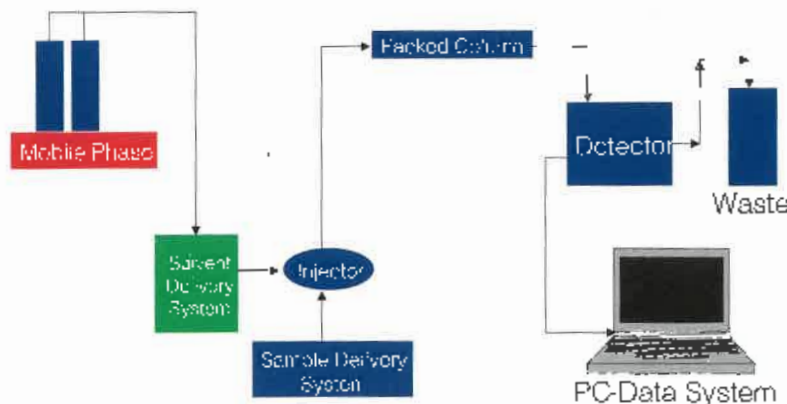 Packed Column
Mobile Phase
Detector
Waste
Solvent
Delivery
System
Injector
Sample Delivery
System
PC-Data System